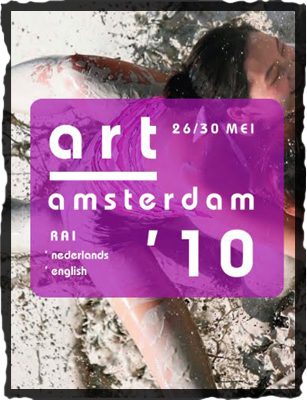 art 26/30 MEI
amsterdam
RAI '10
' nederlands
' english